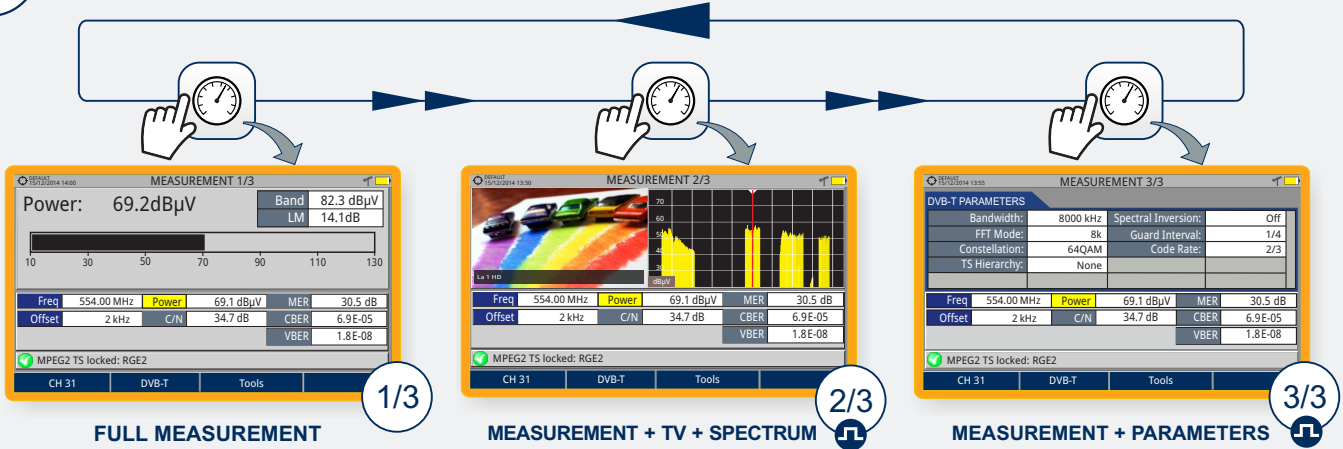 DEFAULT
15/12/2014 14:00
MEASUREMENT 1/3
Power: 69.2dBµV
Band 82.3 dBµV
LM 14.1dB
10 30 50 70 90 110 130
Freq 554.00 MHz Power 69.1 dBµV MER 30.5 dB
Offset 2 kHz C/N 34.7 dB CBER 6.9E-05
VBER 1.8E-08
MPEG2 TS locked: RGE2
CH 31 DVB-T Tools
1/3
FULL MEASUREMENT
DEFAULT
15/12/2014 13:50
MEASUREMENT 2/3
70
60
50
40
30
dBµV
La 1 HD
Freq 554.00 MHz Power 69.1 dBµV MER 30.5 dB
Offset 2 kHz C/N 34.7 dB CBER 6.9E-05
VBER 1.8E-08
MPEG2 TS locked: RGE2
CH 31 DVB-T Tools
2/3
MEASUREMENT + TV + SPECTRUM
DEFAULT
15/12/2014 13:55
MEASUREMENT 3/3
DVB-T PARAMETERS
Bandwidth: 8000 kHz Spectral Inversion: Off
FFT Mode: 8k Guard Interval: 1/4
Constellation: 64QAM Code Rate: 2/3
TS Hierarchy: None
Freq 554.00 MHz Power 69.1 dBµV MER 30.5 dB
Offset 2 kHz C/N 34.7 dB CBER 6.9E-05
VBER 1.8E-08
MPEG2 TS locked: RGE2
CH 31 DVB-T Tools
3/3
MEASUREMENT + PARAMETERS